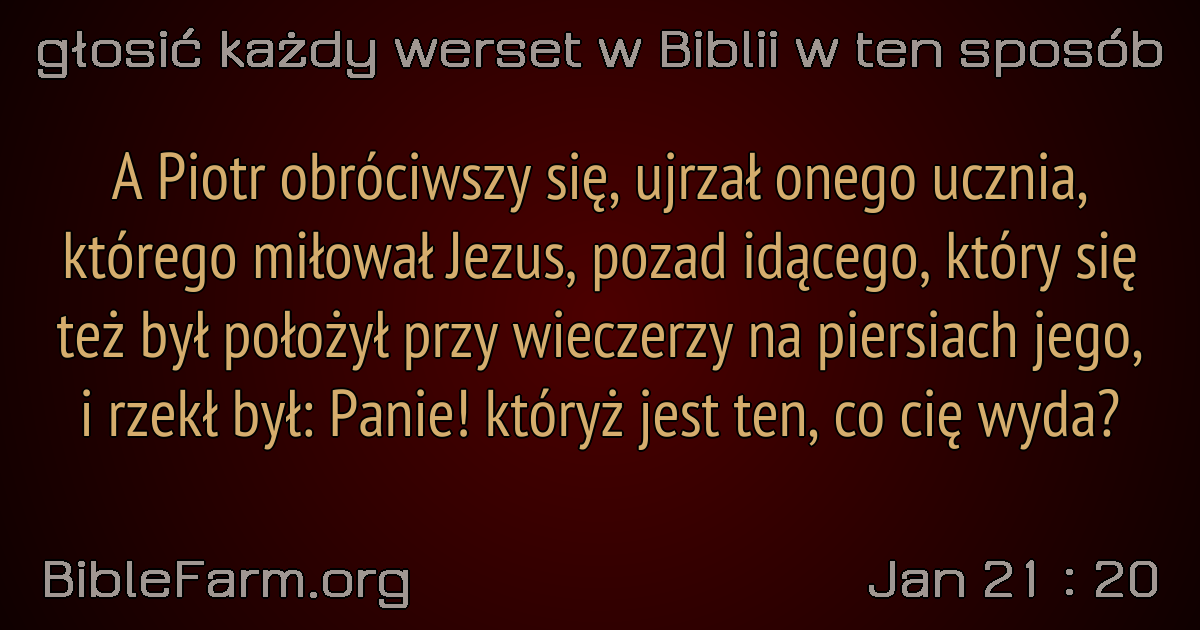 głosić każdy werset w Biblii w ten sposób
A Piotr obróciwszy się, ujrzał onego ucznia,
którego miłował Jezus, pozad idącego, który się
też był położył przy wieczerzy na piersiach jego,
i rzekł był: Panie! któryż jest ten, co cię wyda?
BibleFarm.org
Jan 21 : 20